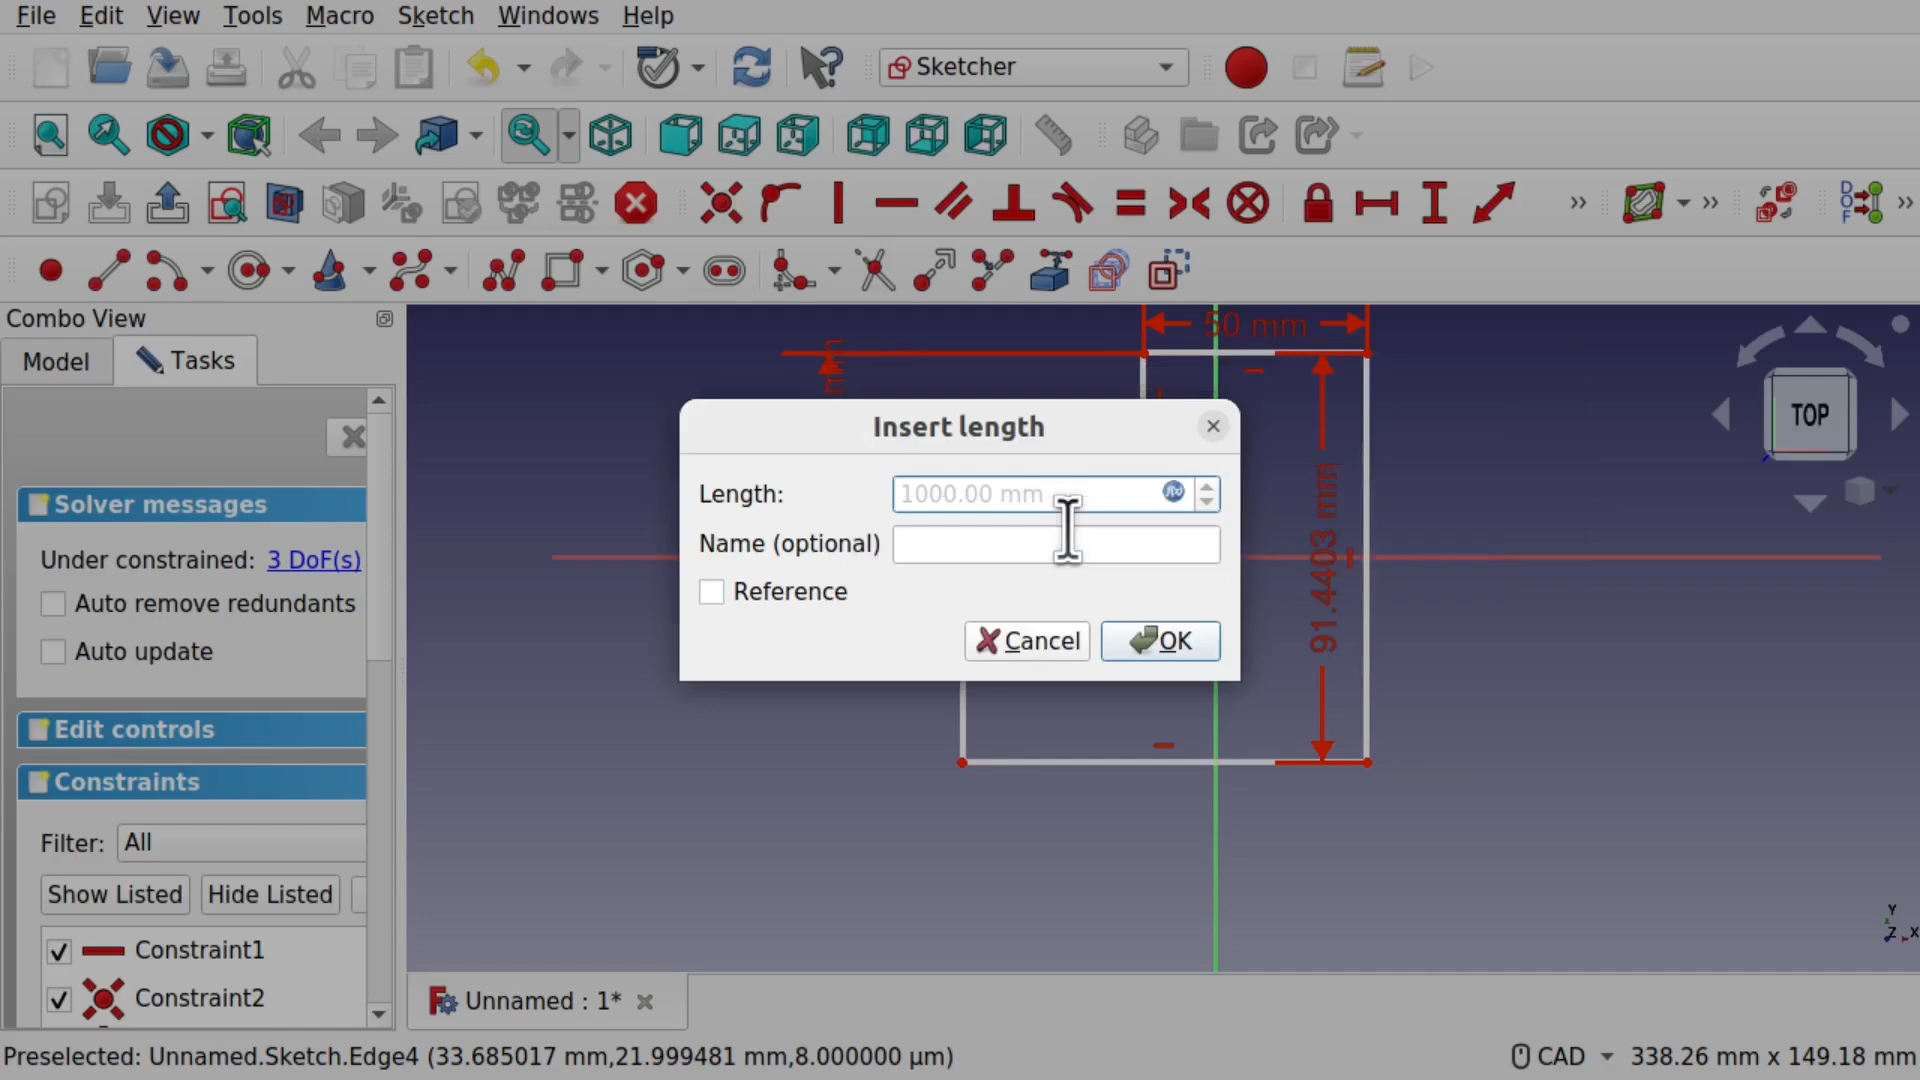 File Edit View Tools Macro Sketch Windows Help
Sketcher
DOF
Combo View
Model Tasks
Solver messages
Under constrained: 3 DoF(s)
Auto remove redundants
Auto update
Edit controls
Constraints
Filter: All
Show Listed Hide Listed
Constraint1
Constraint2
50 mm
mm
91.4403 mm
TOP
Y
Z X
Insert length
Length: 1000.00 mm f(x)
Name (optional)
Reference
Cancel OK
Unnamed : 1*
Preselected: Unnamed.Sketch.Edge4 (33.685017 mm,21.999481 mm,8.000000 µm) CAD 338.26 mm x 149.18 mm